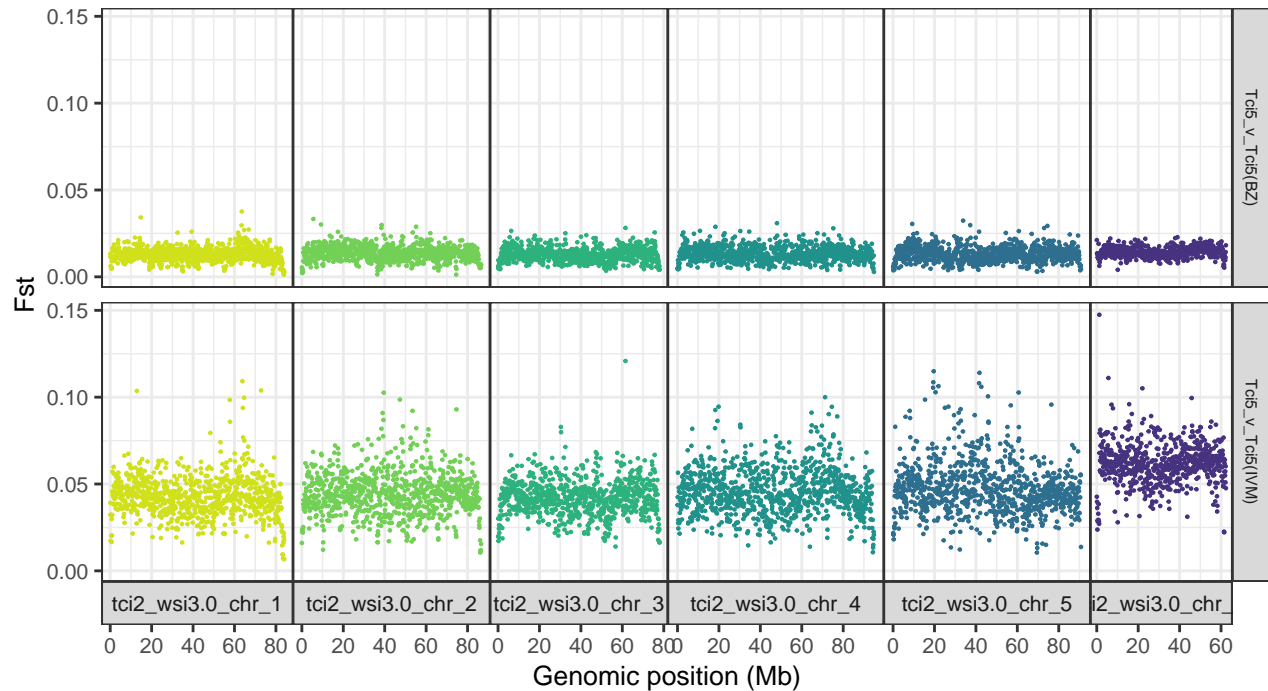 0.15
0.10
0.05
0.00
Tci5_v_Tci5(BZ)
Fst
0.15
0.10
0.05
0.00
Tci5_v_Tci5(IVM)
tci2_wsi3.0_chr_1 tci2_wsi3.0_chr_2 tci2_wsi3.0_chr_3 tci2_wsi3.0_chr_4 tci2_wsi3.0_chr_5 i2_wsi3.0_chr_
0 20 40 60 80 0 20 40 60 80 0 20 40 60 80 0 20 40 60 80 0 20 40 60 80 0 20 40 60
Genomic position (Mb)